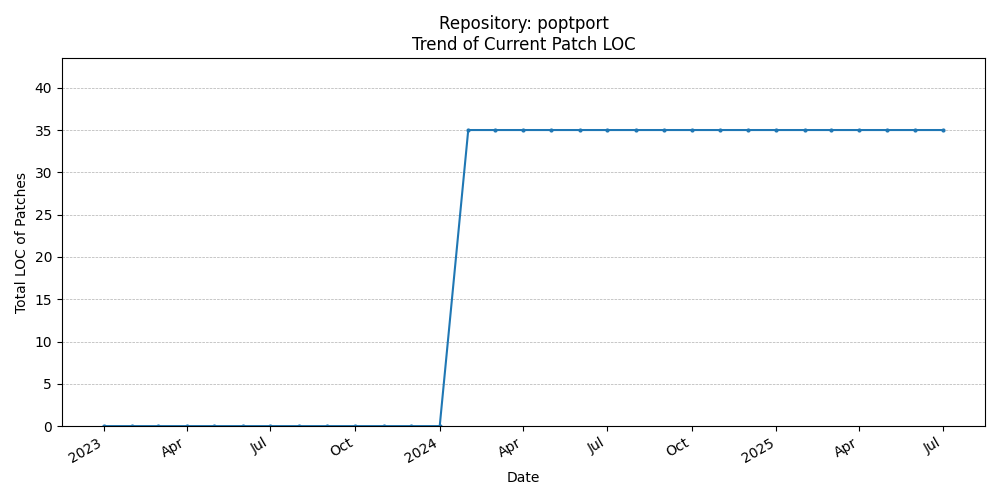 Repository: poptport
Trend of Current Patch LOC
Total LOC of Patches
40
35
30
25
20
15
10
5
0
2023
Apr
Jul
Oct
2024
Apr
Jul
Oct
2025
Apr
Jul
Date